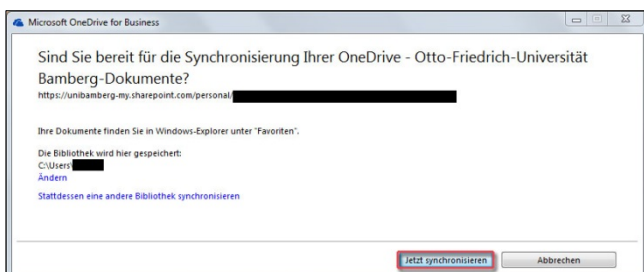 Microsoft OneDrive for Business
Sind Sie bereit für die Synchronisierung Ihrer OneDrive - Otto-Friedrich-Universität
Bamberg-Dokumente?
https://unibamberg-my.sharepoint.com/personal/
Ihre Dokumente finden Sie in Windows-Explorer unter "Favoriten".
Die Bibliothek wird hier gespeichert:
C:\Users\
Ändern
Stattdessen eine andere Bibliothek synchronisieren
Jetzt synchronisieren Abbrechen